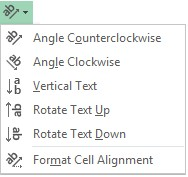 Angle Counterclockwise
Angle Clockwise
Vertical Text
Rotate Text Up
Rotate Text Down
Format Cell Alignment